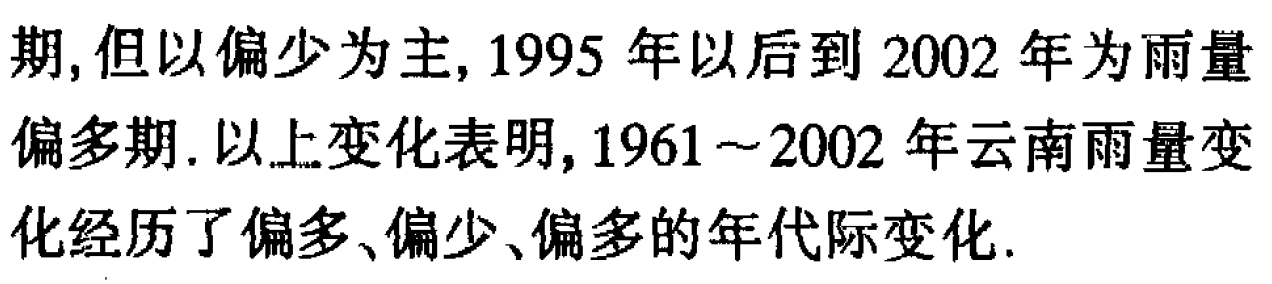 期,但以偏少为主,1995 年以后到 2002 年为雨量
偏多期.以上变化表明,1961～2002 年云南雨量变
化经历了偏多、偏少、偏多的年代际变化.